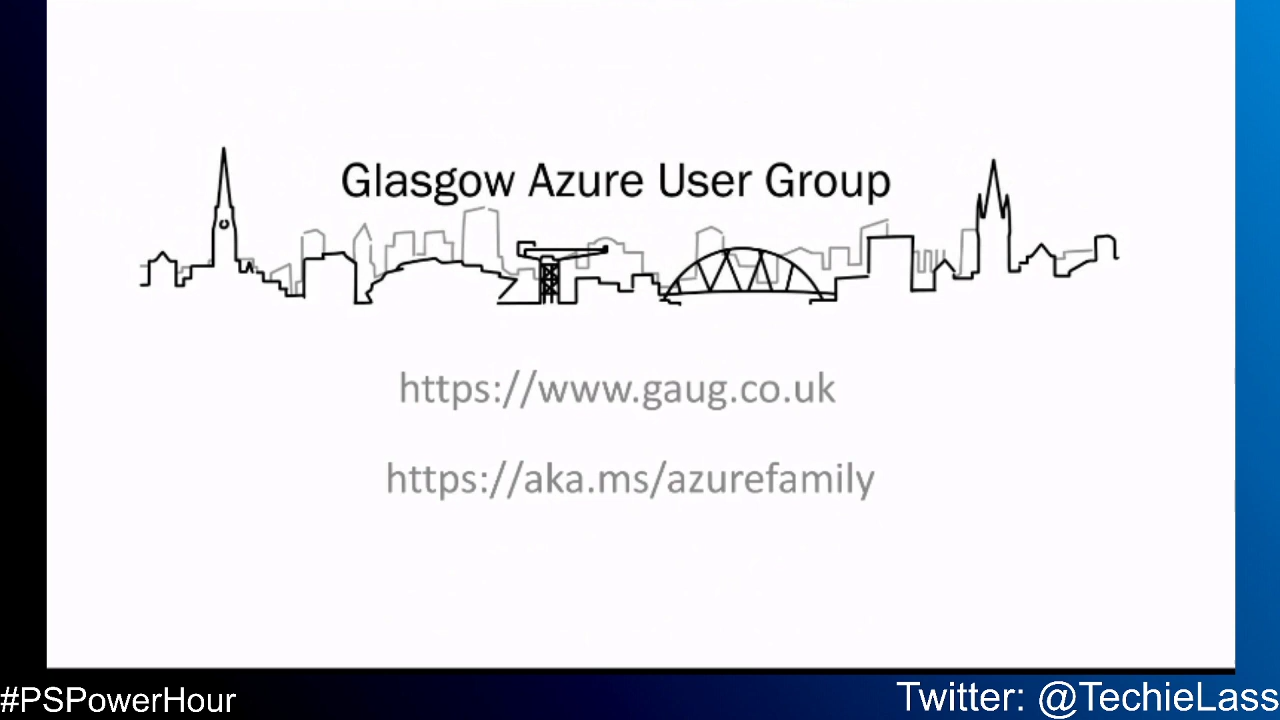 Glasgow Azure User Group
https://www.gaug.co.uk
https://aka.ms/azurefamily
#PSPowerHour
Twitter: @TechieLass